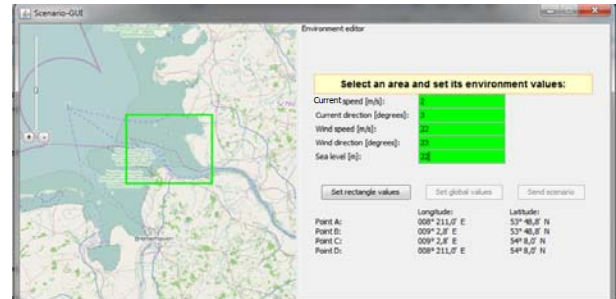 Scenario-GUI
Environment editor
Select an area and set its environment values:
Current speed [m/s]: 2
Current direction [degrees]: 3
Wind speed [m/s]: 22
Wind direction [degrees]: 23
Sea level [m]: 22
Set rectangle values Set global values Send scenario
Longitude: Latitude:
Point A: 008° 211,0' E 53° 48,8' N
Point B: 009° 2,8' E 53° 48,8' N
Point C: 009° 2,8' E 54° 8,0' N
Point D: 008° 211,0' E 54° 8,0' N
Bremerhaven